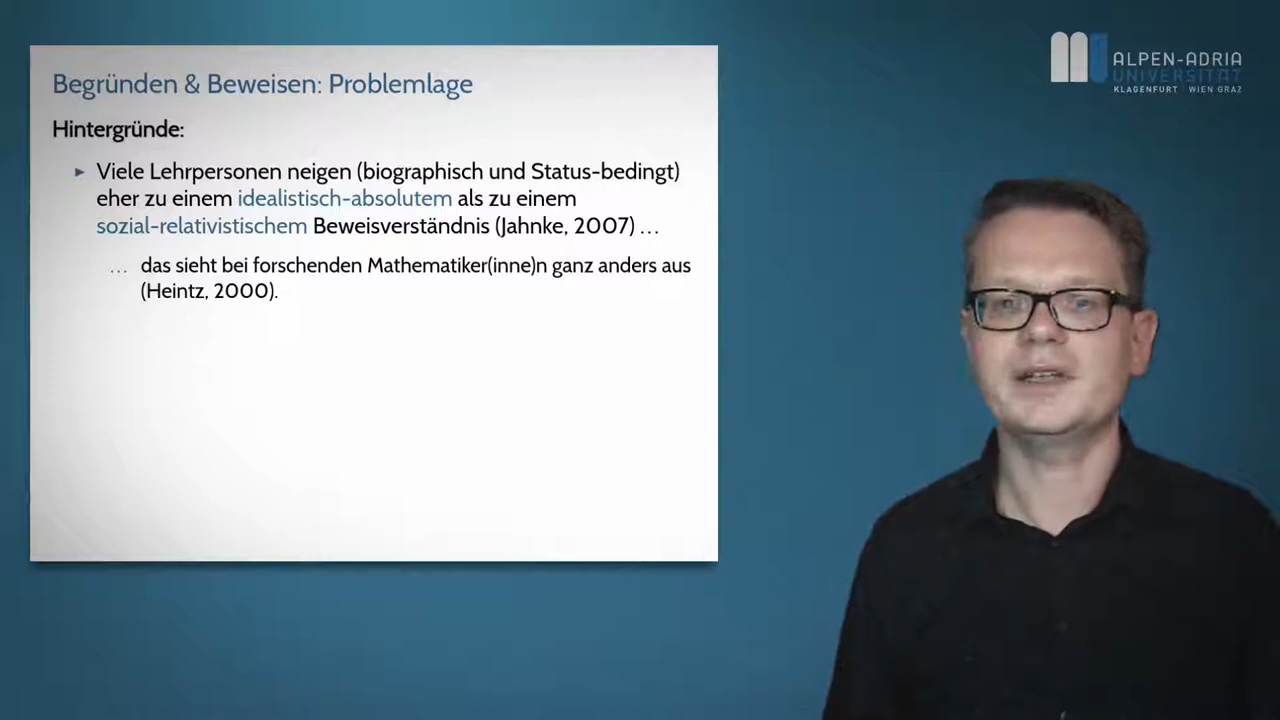 Begründen & Beweisen: Problemlage
Hintergründe:
► Viele Lehrpersonen neigen (biographisch und Status-bedingt)
eher zu einem idealistisch-absolutem als zu einem
sozial-relativistischem Beweisverständnis (Jahnke, 2007) …
… das sieht bei forschenden Mathematiker(inne)n ganz anders aus
(Heintz, 2000).
ALPEN-ADRIA
UNIVERSITÄT
KLAGENFURT | WIEN GRAZ